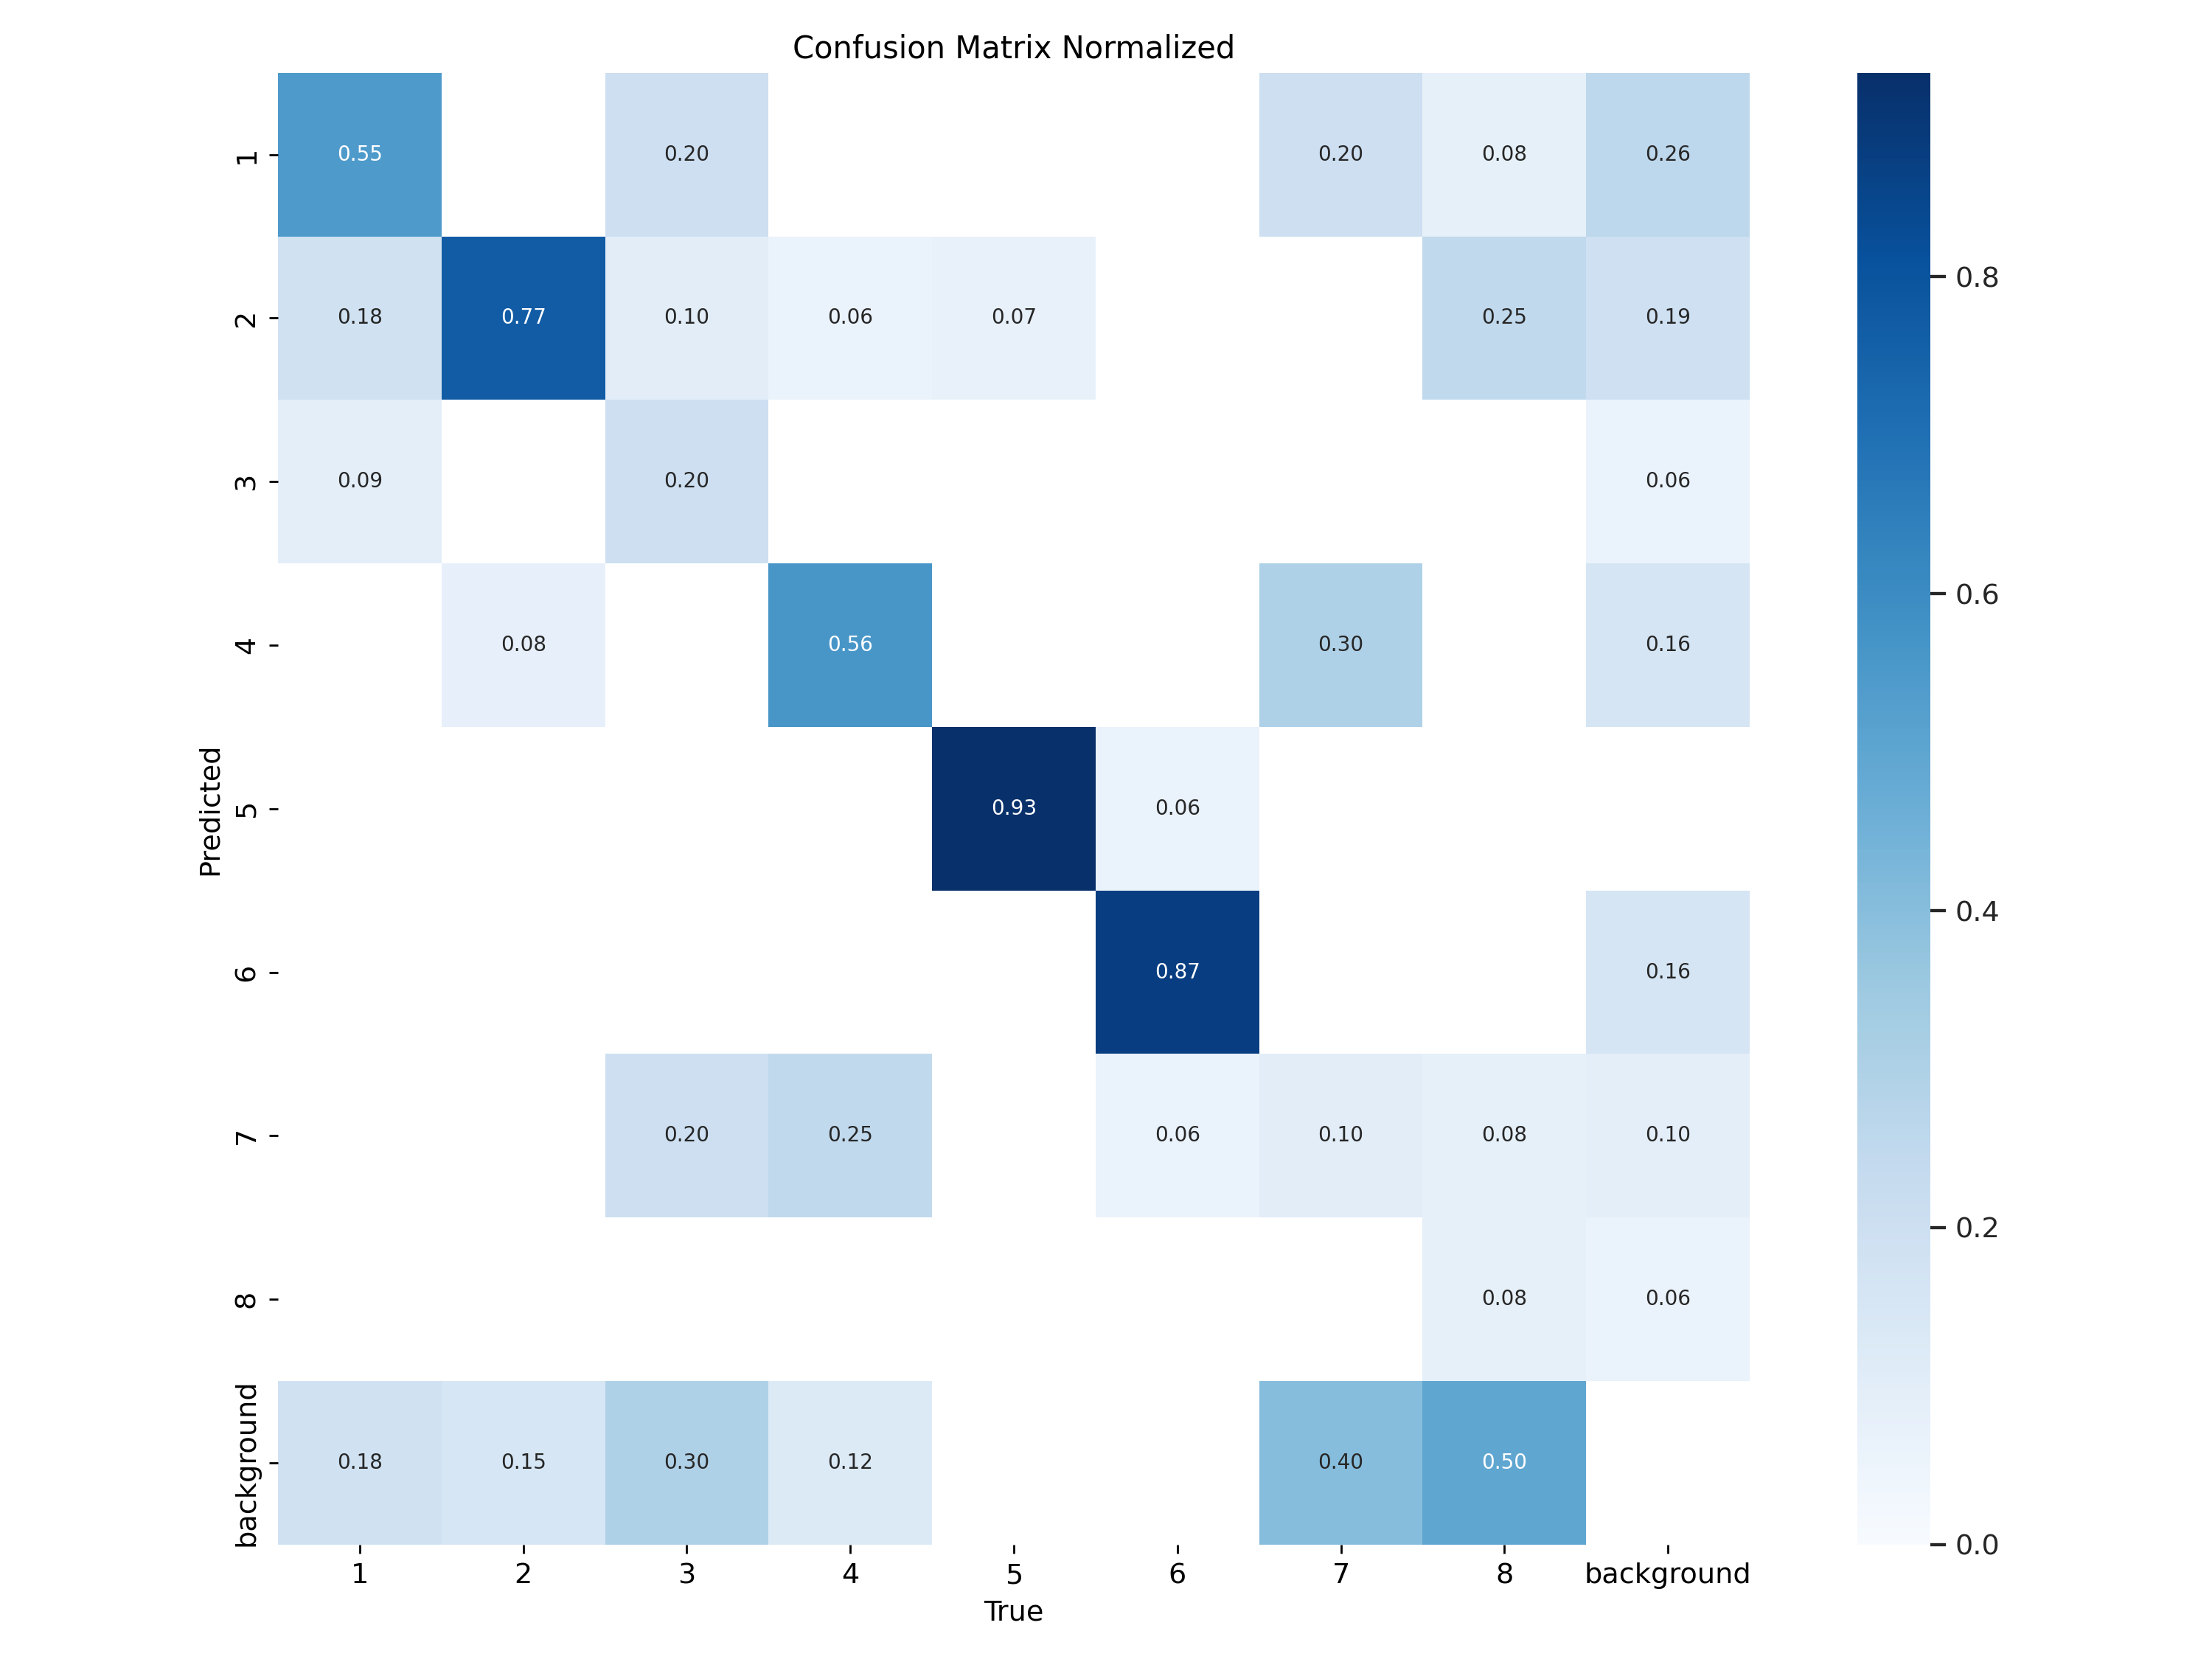 Confusion Matrix Normalized
1 0.55 0.20 0.20 0.08 0.26
2 0.18 0.77 0.10 0.06 0.07 0.25 0.19
3 0.09 0.20 0.06
4 0.08 0.56 0.30 0.16
5 0.93 0.06
6 0.87 0.16
7 0.20 0.25 0.06 0.10 0.08 0.10
8 0.08 0.06
background 0.18 0.15 0.30 0.12 0.40 0.50
Predicted
1 2 3 4 5 6 7 8 background
True
0.8
0.6
0.4
0.2
0.0